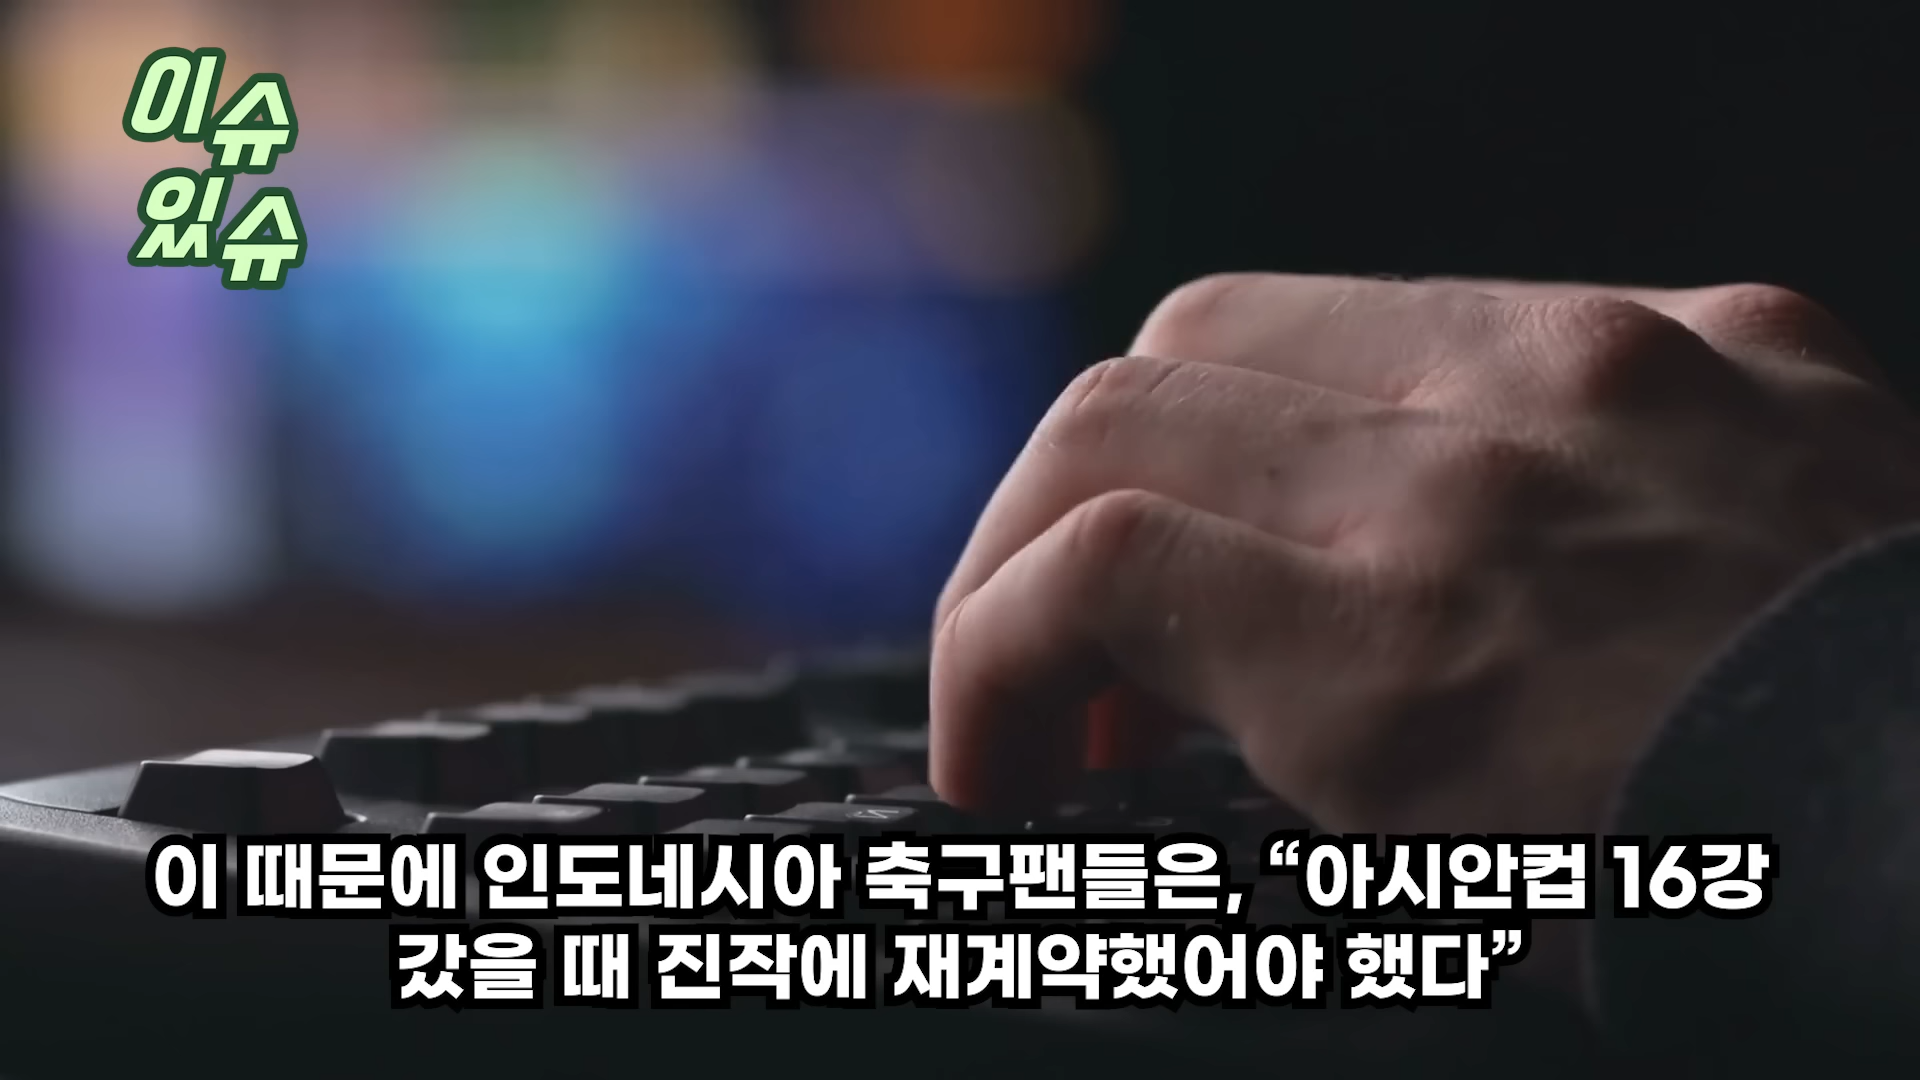 이슈
있슈
이 때문에 인도네시아 축구팬들은, “아시안컵 16강
갔을 때 진작에 재계약했어야 했다”